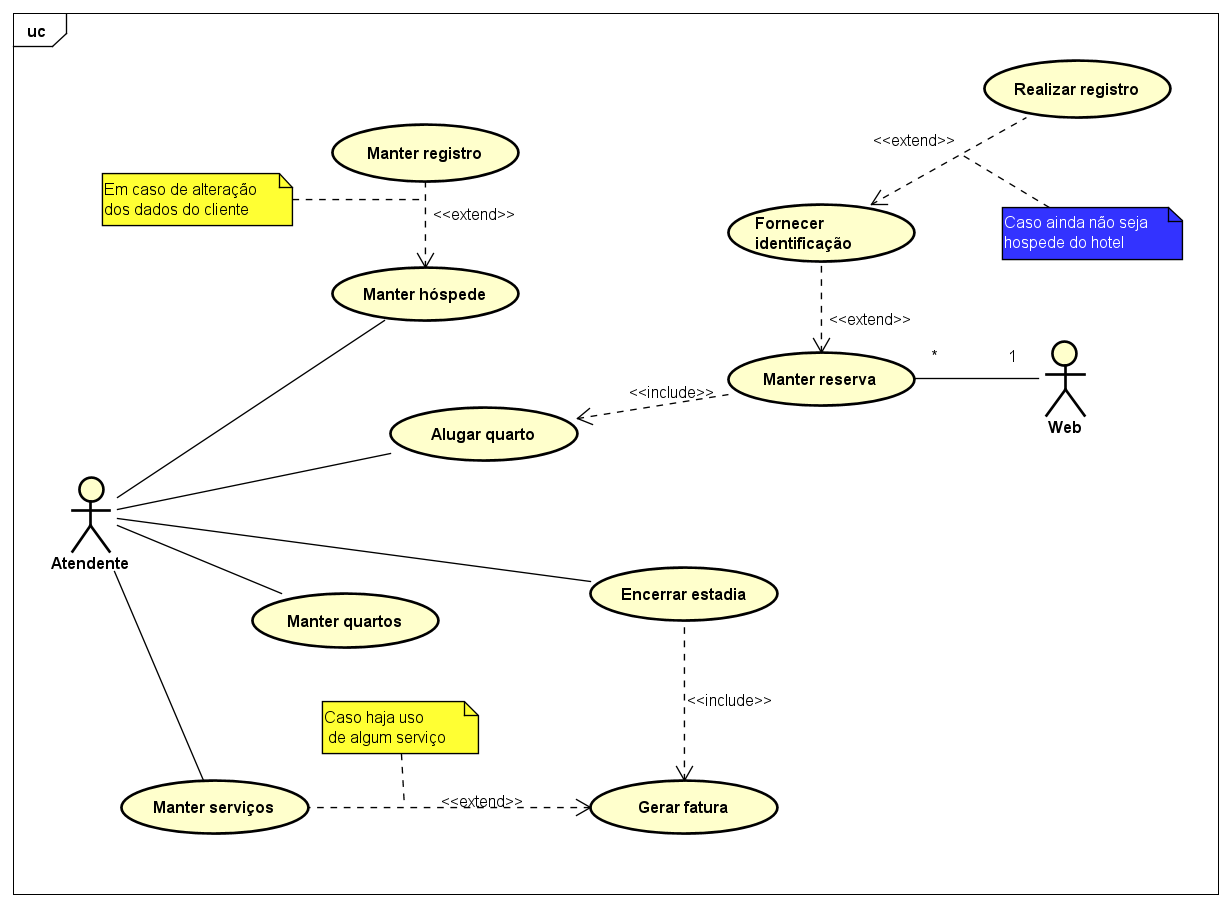 uc
Realizar registro
<<extend>>
Manter registro
Em caso de alteração
dos dados do cliente
<<extend>>
Fornecer
identificação
Caso ainda não seja
hospede do hotel
Manter hóspede
<<extend>>
*
1
Manter reserva
Web
<<include>>
Alugar quarto
Atendente
Encerrar estadia
Manter quartos
<<include>>
Caso haja uso
de algum serviço
Manter serviços
<<extend>>
Gerar fatura